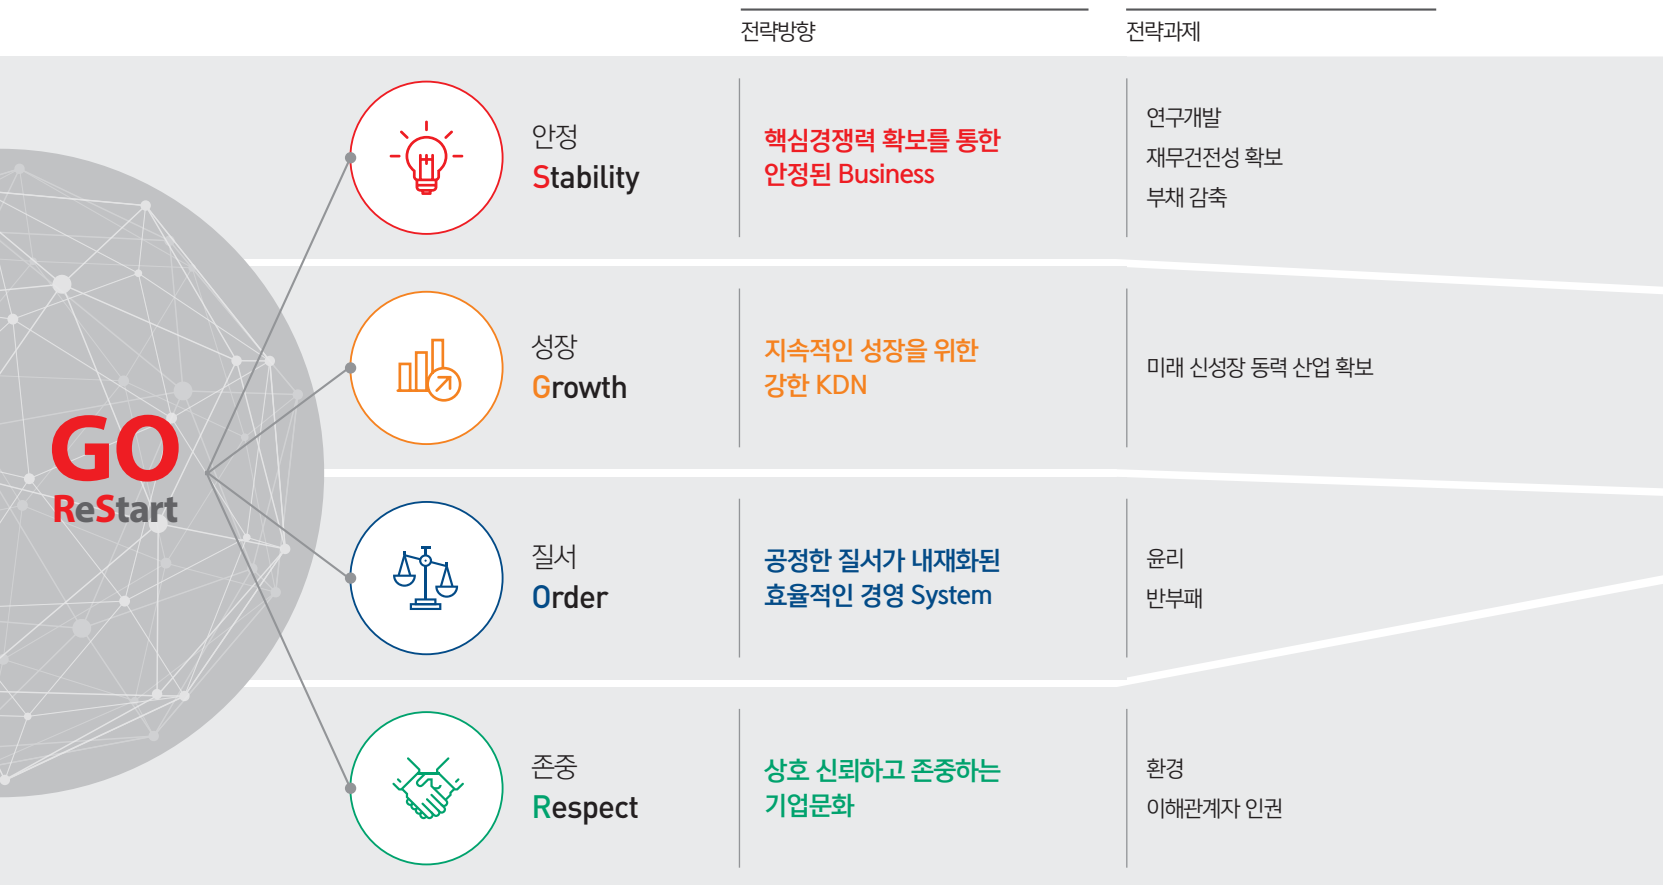 전략방향
전략과제
GO
ReStart
안정
Stability
핵심경쟁력 확보를 통한
안정된 Business
연구개발
재무건전성 확보
부채 감축
성장
Growth
지속적인 성장을 위한
강한 KDN
미래 신성장 동력 산업 확보
질서
Order
공정한 질서가 내재화된
효율적인 경영 System
윤리
반부패
존중
Respect
상호 신뢰하고 존중하는
기업문화
환경
이해관계자 인권